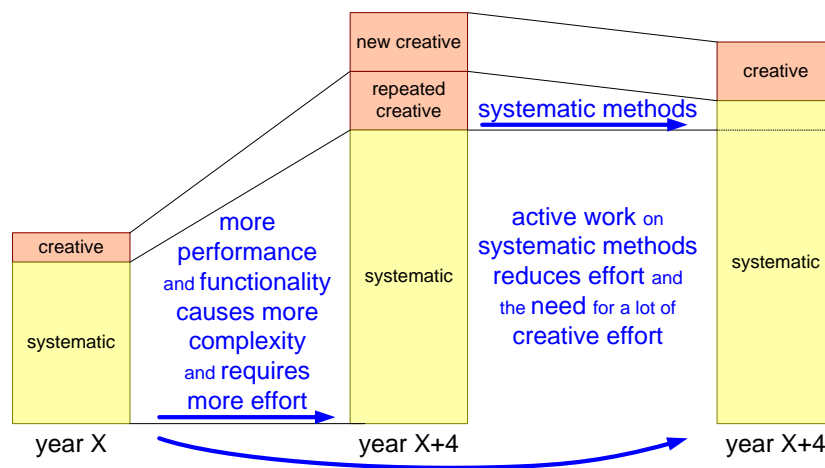 creative
systematic
year X
more
performance
and functionality
causes more
complexity
and requires
more effort
new creative
repeated
creative
systematic
year X+4
systematic methods
active work on
systematic methods
reduces effort and
the need for a lot of
creative effort
creative
systematic
year X+4